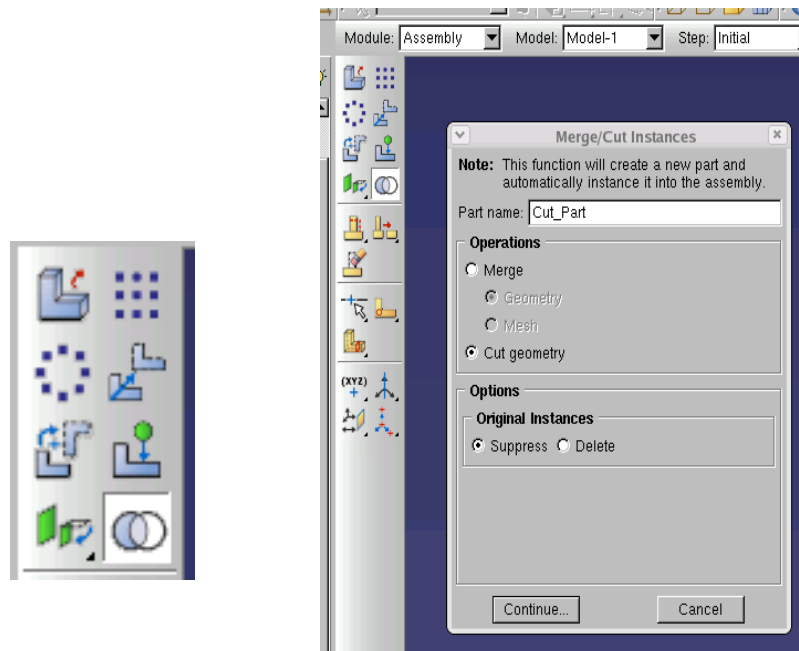 Module: Assembly Model: Model-1 Step: Initial
Merge/Cut Instances
Note: This function will create a new part and
automatically instance it into the assembly.
Part name: Cut_Part
Operations
Merge
Geometry
Mesh
Cut geometry
Options
Original Instances
Suppress Delete
Continue... Cancel
(XYZ)